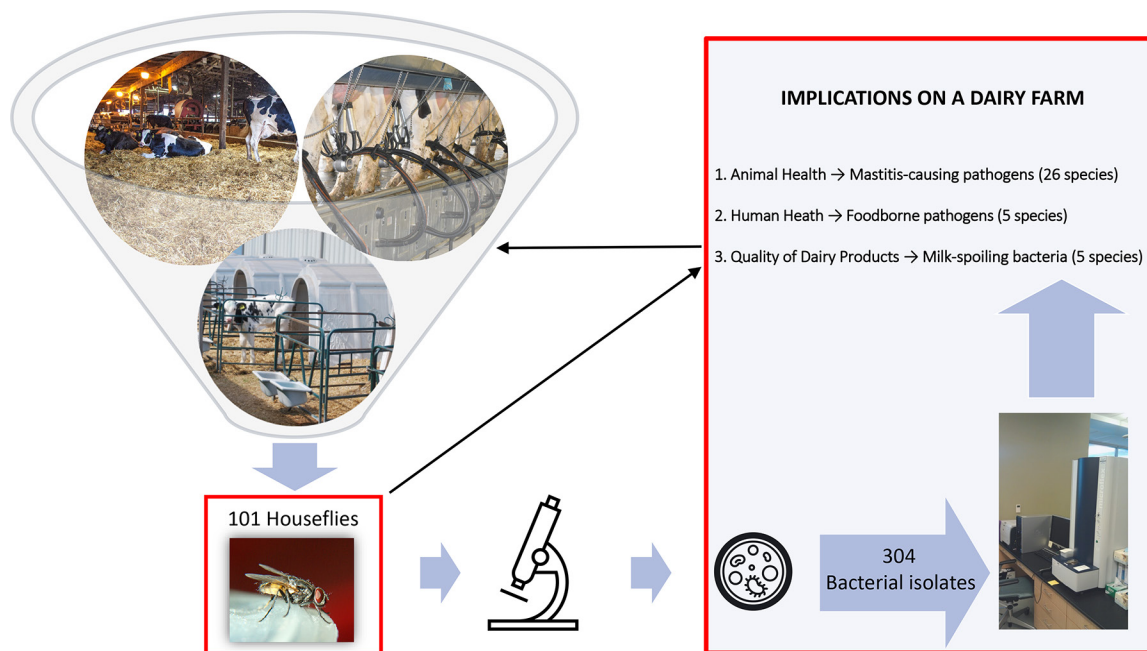 IMPLICATIONS ON A DAIRY FARM
1. Animal Health → Mastitis-causing pathogens (26 species)
2. Human Heath → Foodborne pathogens (5 species)
3. Quality of Dairy Products → Milk-spoiling bacteria (5 species)
101 Houseflies
304
Bacterial isolates